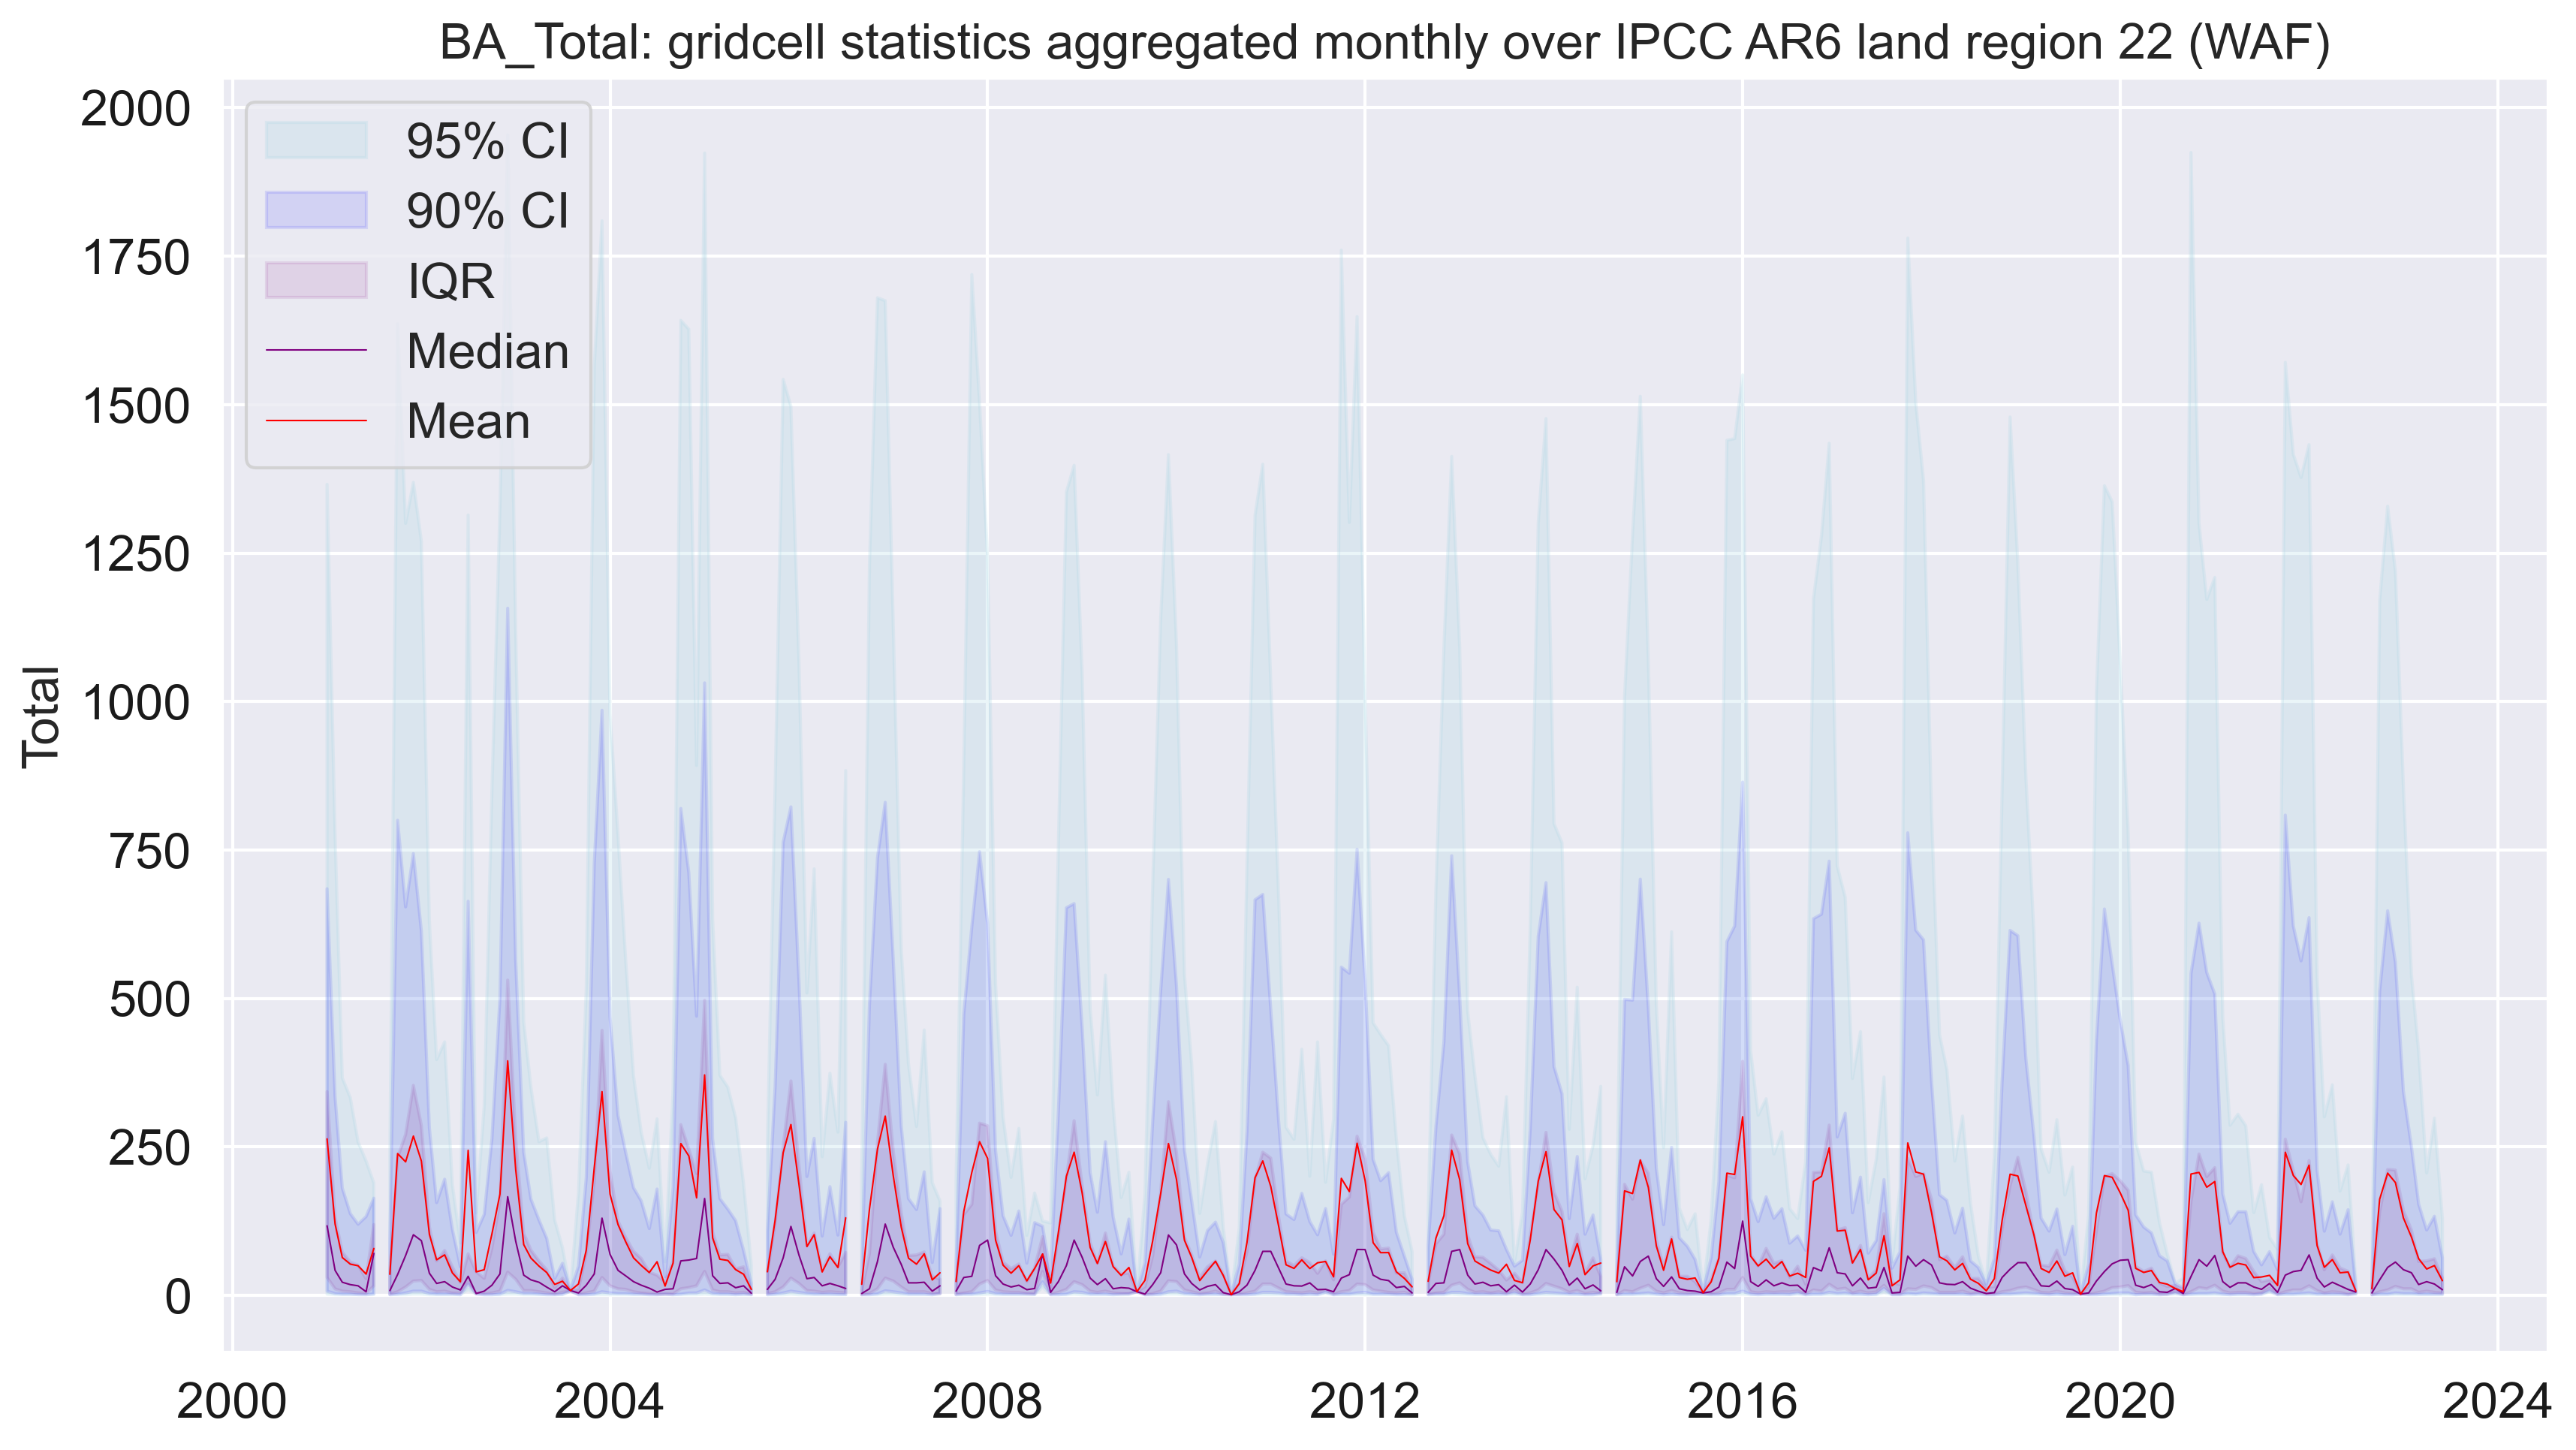 BA_Total: gridcell statistics aggregated monthly over IPCC AR6 land region 22 (WAF)
95% CI
90% CI
IQR
Median
Mean
Total
2000
1750
1500
1250
1000
750
500
250
0
2000 2004 2008 2012 2016 2020 2024